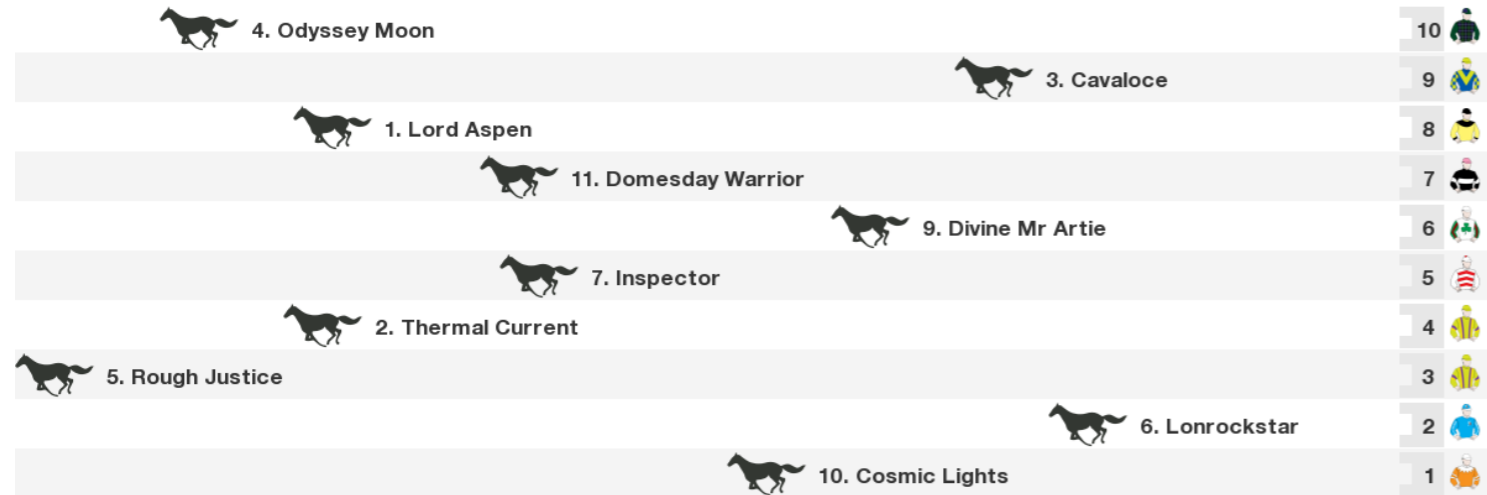 4. Odyssey Moon 10
3. Cavaloce 9
1. Lord Aspen 8
11. Domesday Warrior 7
9. Divine Mr Artie 6
7. Inspector 5
2. Thermal Current 4
5. Rough Justice 3
6. Lonrockstar 2
10. Cosmic Lights 1